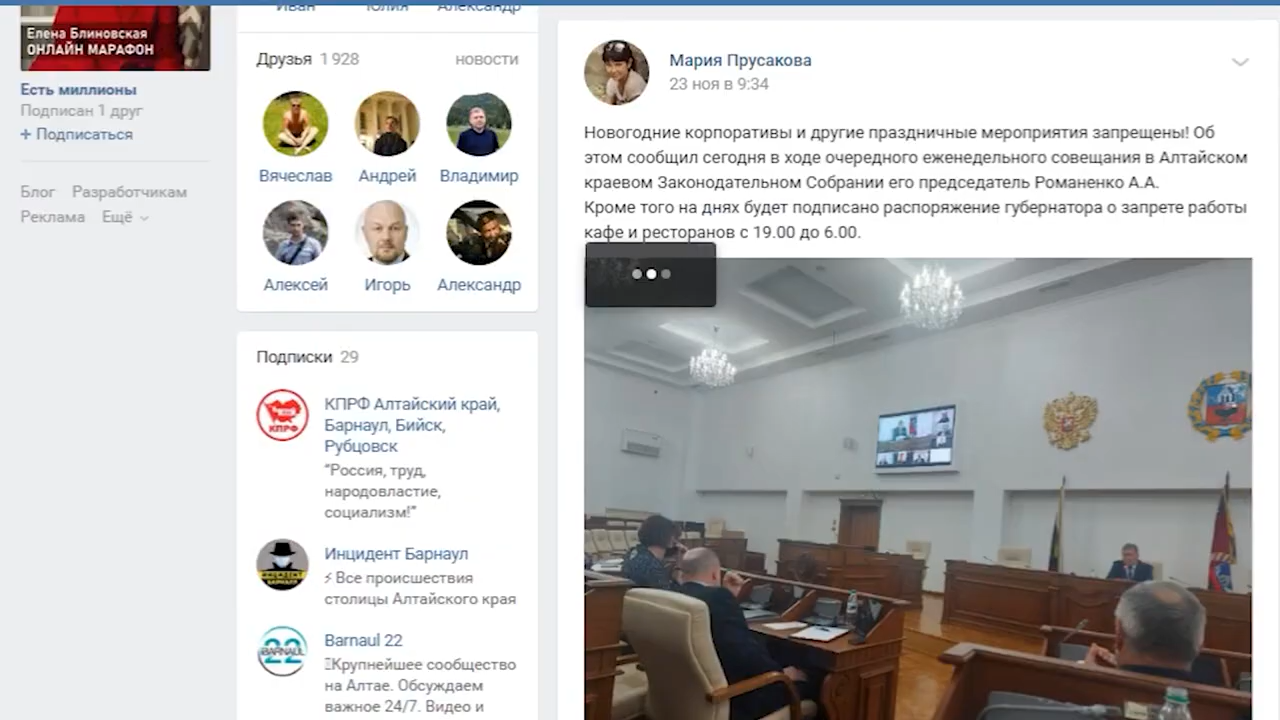 Елена Блиновская
ОНЛАЙН МАРАФОН
Есть миллионы
Подписан 1 друг
+ Подписаться
Блог Разработчикам
Реклама Ещё
Иван Юлия Александр
Друзья 1 928 новости
Вячеслав Андрей Владимир
Алексей Игорь Александр
Подписки 29
КПРФ
КПРФ Алтайский край,
Барнаул, Бийск,
Рубцовск
"Россия, труд,
народовластие,
социализм!"
ИНЦИДЕНТ
БАРНАУЛ
Инцидент Барнаул
⚡ Все происшествия
столицы Алтайского края
22
BARNAUL
Barnaul 22
Крупнейшее сообщество
на Алтае. Обсуждаем
важное 24/7. Видео и
Мария Прусакова
23 ноя в 9:34
Новогодние корпоративы и другие праздничные мероприятия запрещены! Об
этом сообщил сегодня в ходе очередного еженедельного совещания в Алтайском
краевом Законодательном Собрании его председатель Романенко А.А.
Кроме того на днях будет подписано распоряжение губернатора о запрете работы
кафе и ресторанов с 19.00 до 6.00.